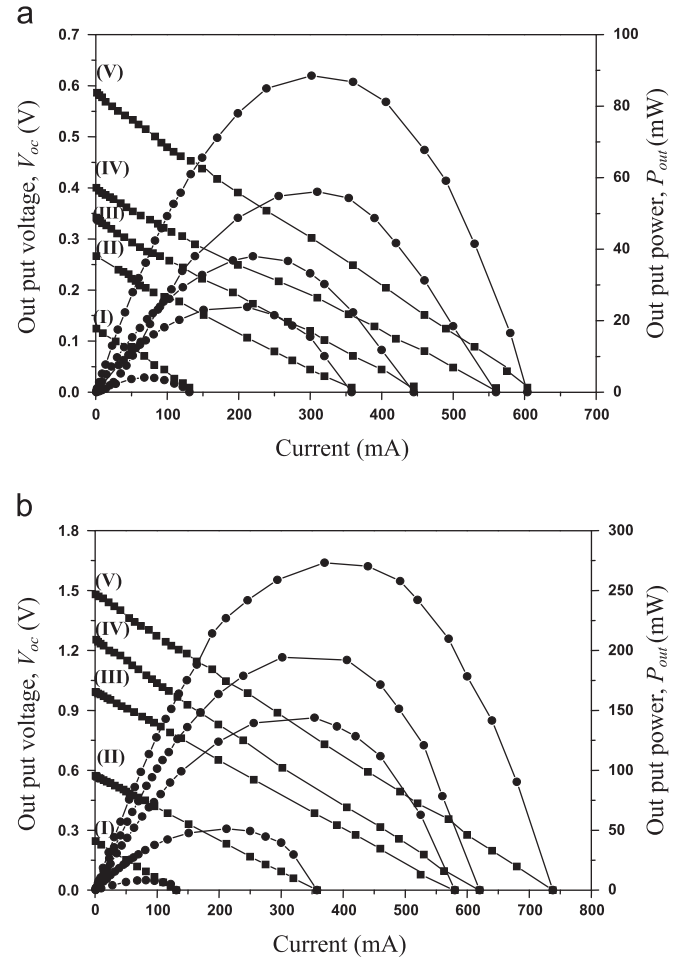 a
0.7
0.6
0.5
0.4
0.3
0.2
0.1
0.0
Out put voltage, Voc (V)
(V)
(IV)
(III)
(II)
(I)
100
80
60
40
20
0
Out put power, Pout (mW)
0 100 200 300 400 500 600 700
Current (mA)
b
1.8
1.5
1.2
0.9
0.6
0.3
0.0
Out put voltage, Voc (V)
(V)
(IV)
(III)
(II)
(I)
300
250
200
150
100
50
0
Out put power, Pout (mW)
0 100 200 300 400 500 600 700 800
Current (mA)